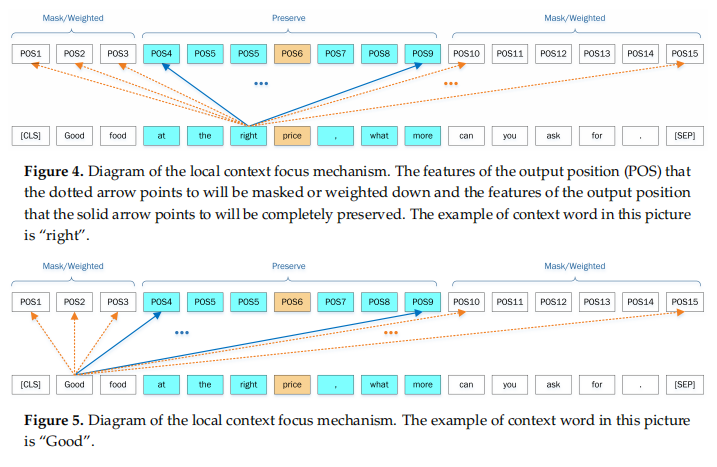 Mask/Weighted Preserve Mask/Weighted
POS1 POS2 POS3 POS4 POS5 POS5 POS6 POS7 POS8 POS9 POS10 POS11 POS12 POS13 POS14 POS15
[CLS] Good food at the right price , what more can you ask for . [SEP]
Figure 4. Diagram of the local context focus mechanism. The features of the output position (POS) that
the dotted arrow points to will be masked or weighted down and the features of the output position
that the solid arrow points to will be completely preserved. The example of context word in this picture
is “right”.
Mask/Weighted Preserve Mask/Weighted
POS1 POS2 POS3 POS4 POS5 POS5 POS6 POS7 POS8 POS9 POS10 POS11 POS12 POS13 POS14 POS15
[CLS] Good food at the right price , what more can you ask for . [SEP]
Figure 5. Diagram of the local context focus mechanism. The example of context word in this picture
is “Good”.